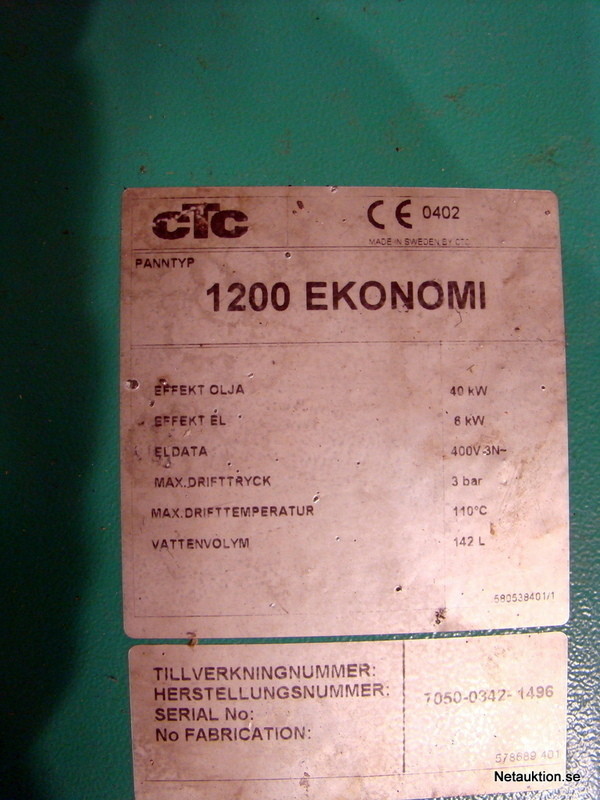 CTC CE 0402
MADE IN SWEDEN BY CTC
PANNTYP
1200 EKONOMI
EFFEKT OLJA 40 kW
EFFEKT EL 6 kW
ELDATA 400V 3N~
MAX.DRIFTTRYCK 3 bar
MAX.DRIFTTEMPERATUR 110°C
VATTENVOLYM 142 L
580538401/1
TILLVERKNINGNUMMER:
HERSTELLUNGSNUMMER: 7050-0342-1496
SERIAL No:
No FABRICATION:
578889 401
Netauktion.se